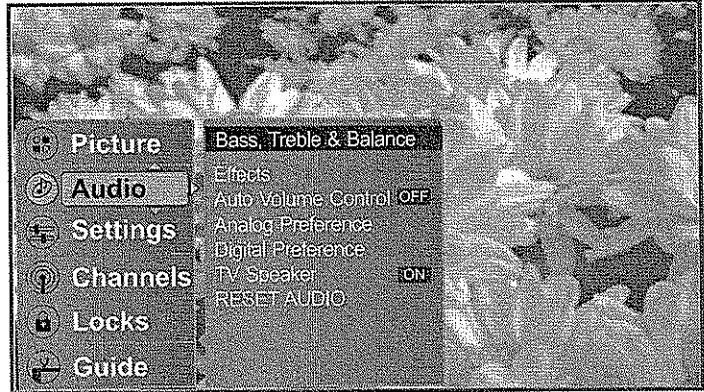 Picture
Audio
Settings
Channels
Locks
Guide
Bass, Treble & Balance
Effects
Auto Volume Control OFF
Analog Preference
Digital Preference
TV Speaker ON
RESET AUDIO